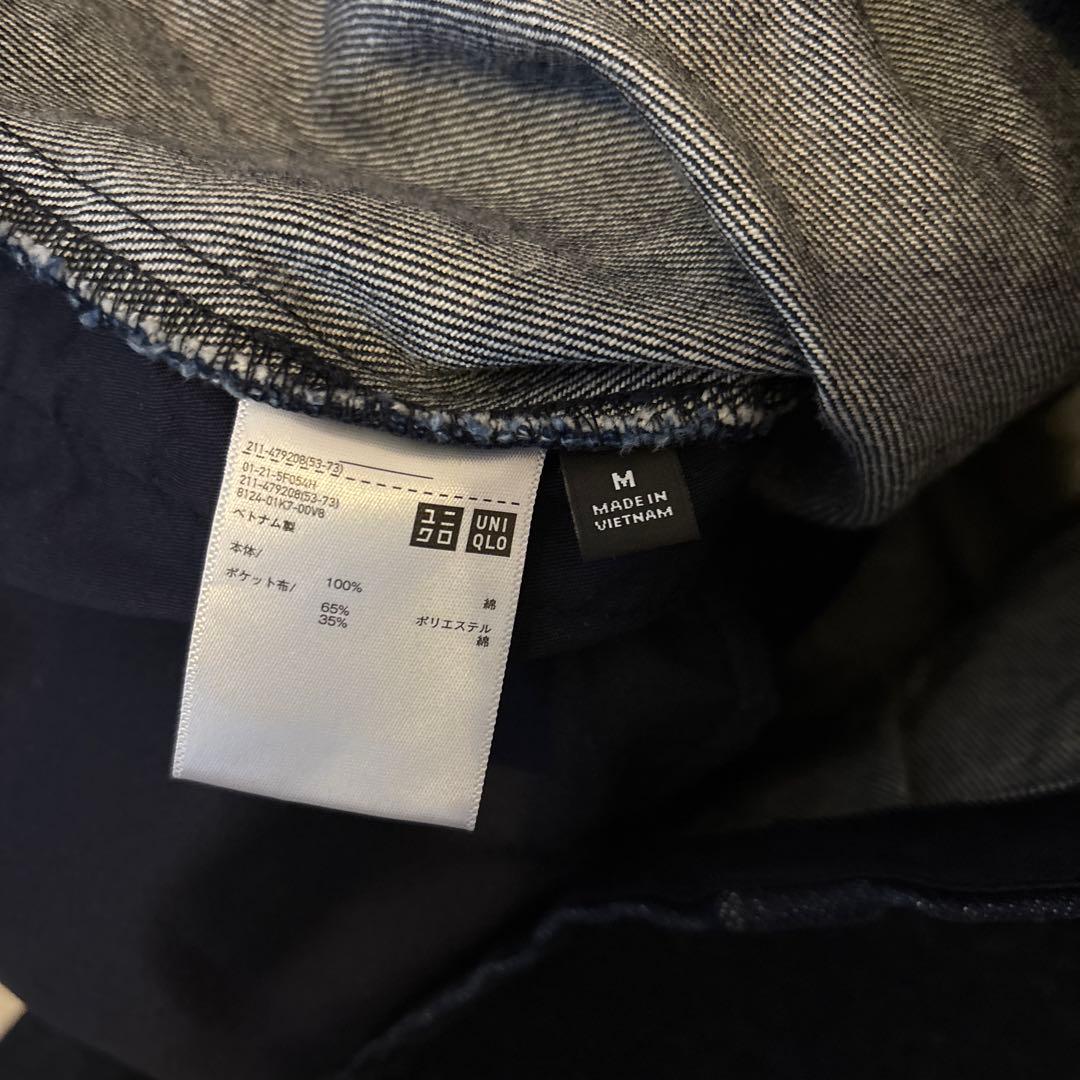 211-479208(53-73)
01-21-5F054H
211-479208(53-73)
8124-01K7-00V8
ベトナム製
ユニ
クロ
UNI
QLO
本体/
100%
綿
ポケット布/
65%
ポリエステル
35%
綿
M
MADE IN
VIETNAM